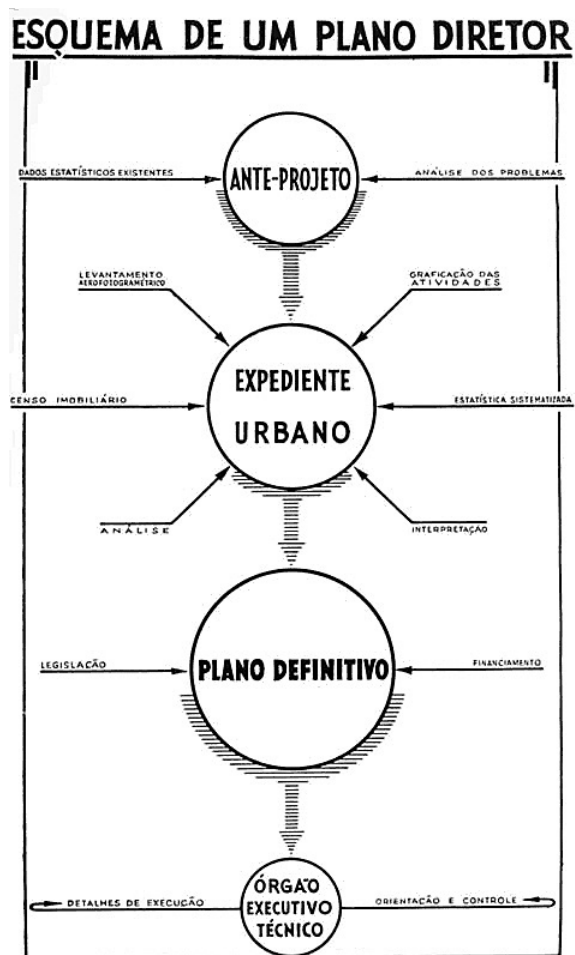 ESQUEMA DE UM PLANO DIRETOR
DADOS ESTATÍSTICOS EXISTENTES
ANTE-PROJETO
ANÁLISE DOS PROBLEMAS
LEVANTAMENTO
AEROFOTOGRAMÉTRICO
GRAFICAÇÃO DAS
ATIVIDADES
CENSO IMOBILIÁRIO
EXPEDIENTE
URBANO
ESTATÍSTICA SISTEMATIZADA
ANÁLISE
INTERPRETAÇÃO
LEGISLAÇÃO
PLANO DEFINITIVO
FINANCIAMENTO
DETALHES DE EXECUÇÃO
ÓRGÃO
EXECUTIVO
TÉCNICO
ORIENTAÇÃO E CONTROLE